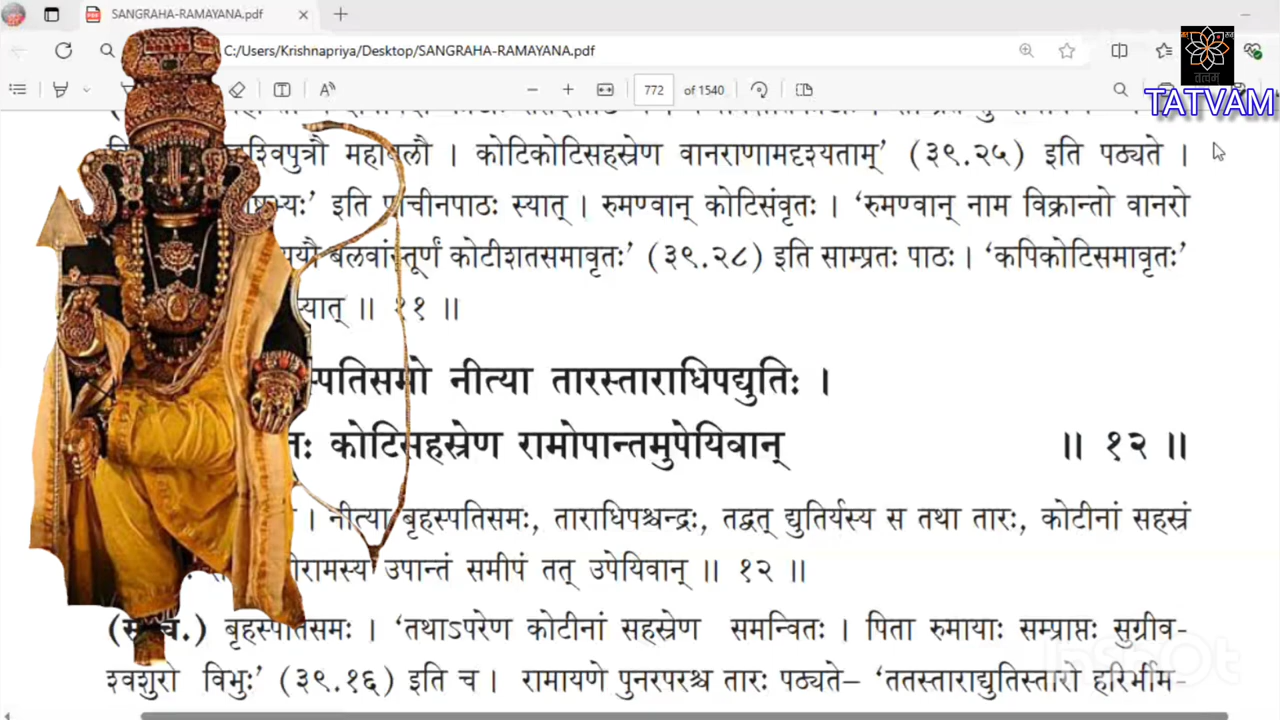 SANGRAHA-RAMAYANA.pdf
C:/Users/Krishnapriya/Desktop/SANGRAHA-RAMAYANA.pdf
772 of 1540
तत्वम
TATVAM
महाबलौ । कोटिकोटिसहस्रेण वानराणामदृश्यताम्’ (३९.२५) इति पठ्यते ।
इति प्राचीनपाठः स्यात् । रुमण्वान् कोटिसंवृतः । ‘रुमण्वान् नाम विक्रान्तो वानरो
बलवांस्तूर्णं कोटीशतसमावृतः’ (३९.२८) इति साम्प्रतः पाठः । ‘कपिकोटिसमावृतः’
॥ ११ ॥
नीत्या तारस्ताराधिपद्युतिः ।
कोटिसहस्रेण रामोपान्तमुपेयिवान् ॥ १२ ॥
। नीत्या बृहस्पतिसमः, ताराधिपश्चन्द्रः, तद्वत् द्युतिर्यस्य स तथा तारः, कोटीनां सहस्रं
उपान्तं समीपं तत् उपेयिवान् ॥ १२ ॥
बृहस्पतिसमः । ‘तथाऽपरेण कोटीनां सहस्रेण समन्वितः । पिता रुमायाः सम्प्राप्तः सुग्रीव-
श्वशुरो विभुः’ (३९.१६) इति च । रामायणे पुनरपरश्च तारः पठ्यते– ‘ततस्ताराद्युतिस्तारो हरिर्भीम-
inshot